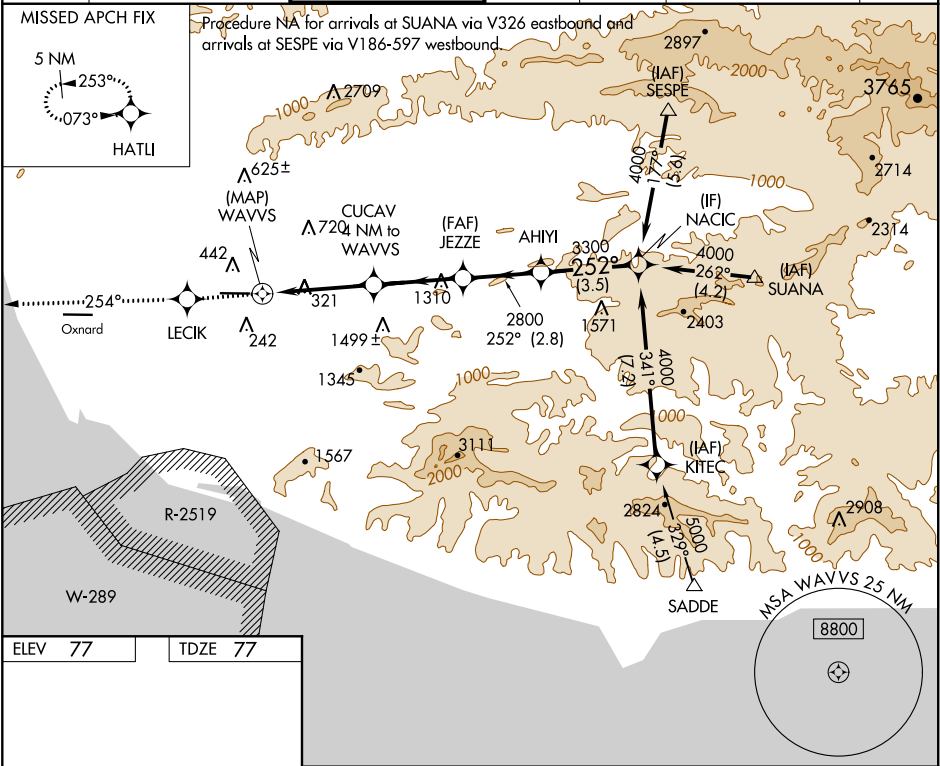 MISSED APCH FIX
5 NM
253°
073°
HATLI
Procedure NA for arrivals at SUANA via V326 eastbound and
arrivals at SESPE via V186-597 westbound.
2897
2000
(IAF)
SESPE
3765
1000
2709
4000
177°
(5.6)
2714
1000
625±
(MAP)
WAVVS
720
CUCAV
4 NM to
WAVVS
(FAF)
JEZZE
AHIYI
(IF)
NACIC
2314
442
3300
252°
(3.5)
4000
262°
(4.2)
(IAF)
SUANA
254°
Oxnard
LECIK
321
1310
242
1499±
2800
252° (2.8)
1571
2403
1345
1000
4000
341°
(7.2)
1000
1567
3111
2000
(IAF)
KITEC
R-2519
2824
5000
329°
(4.5)
2908
1000
W-289
SADDE
MSA WAVVS 25 NM
8800
ELEV 77
TDZE 77